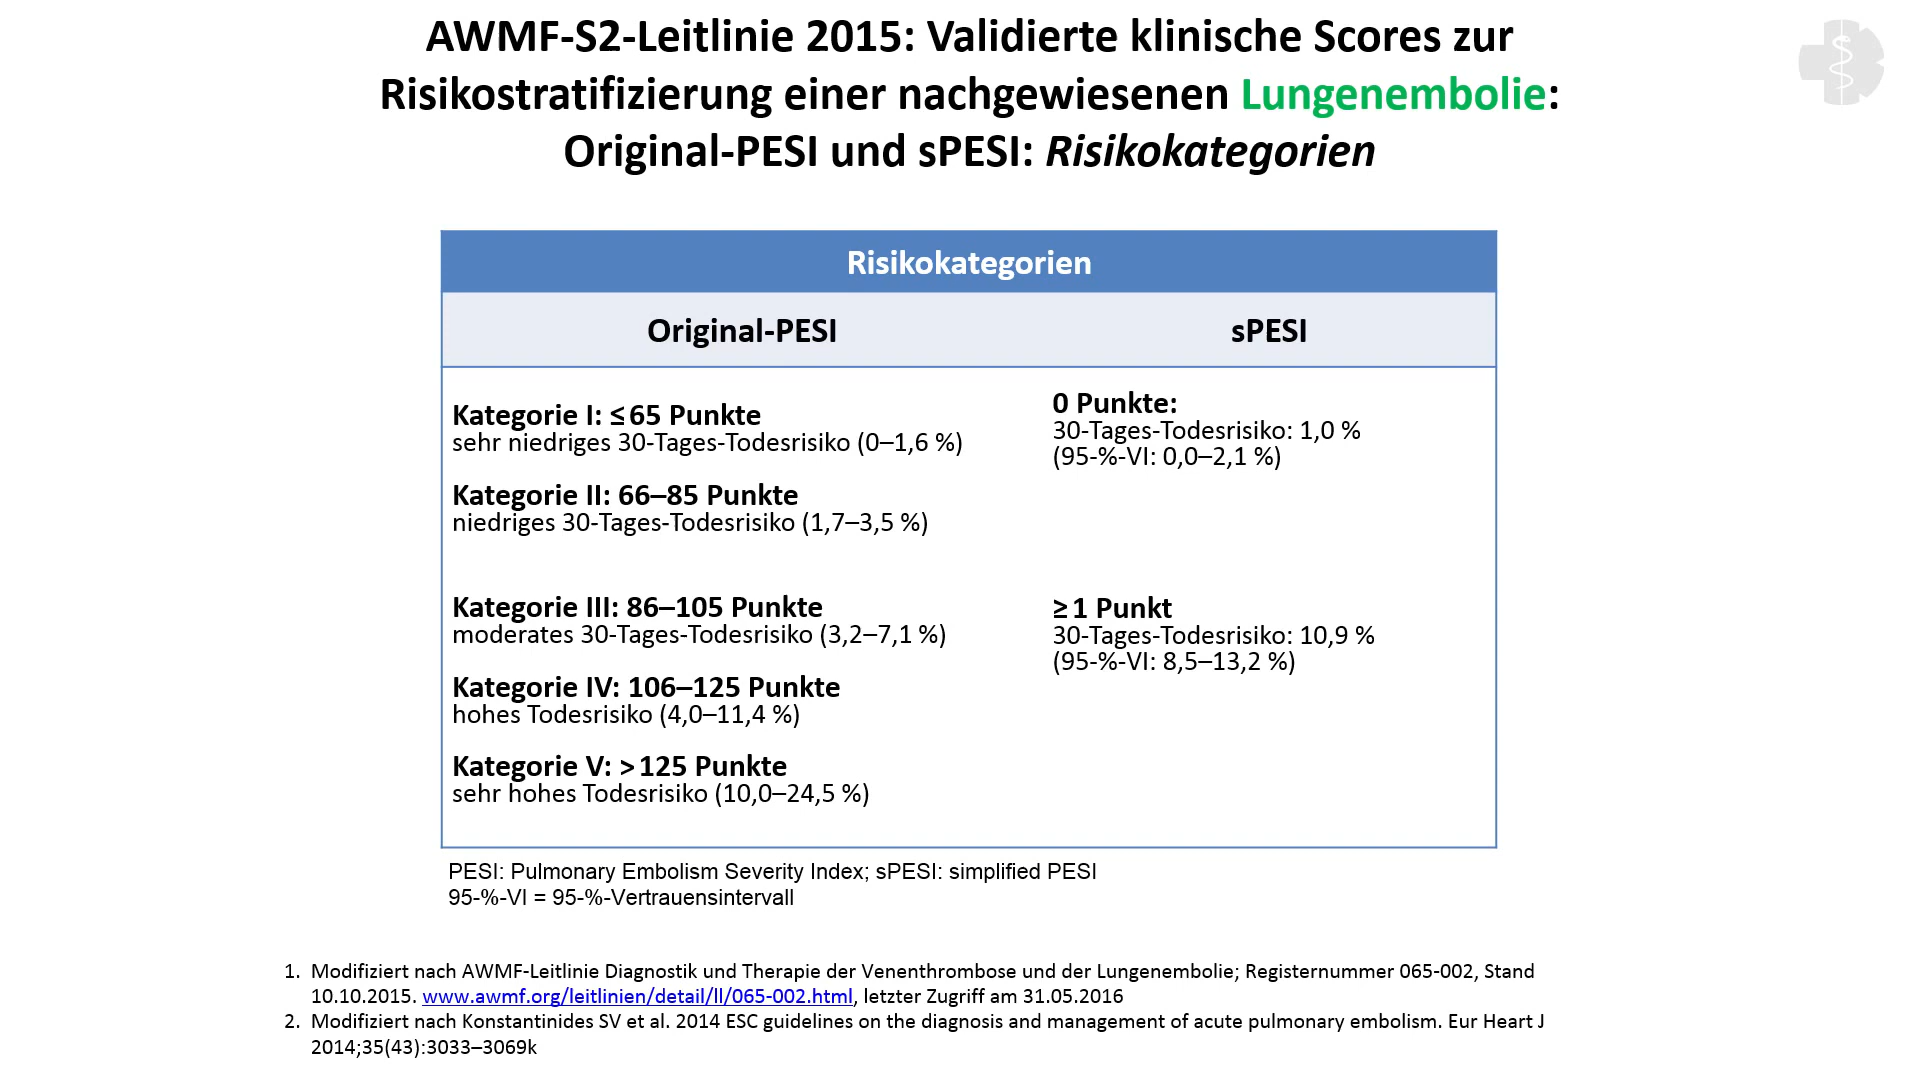 AWMF-S2-Leitlinie 2015: Validierte klinische Scores zur
Risikostratifizierung einer nachgewiesenen Lungenembolie:
Original-PESI und sPESI: Risikokategorien
Risikokategorien
Original-PESI
sPESI
Kategorie I: ≤ 65 Punkte
sehr niedriges 30-Tages-Todesrisiko (0–1,6 %)
Kategorie II: 66–85 Punkte
niedriges 30-Tages-Todesrisiko (1,7–3,5 %)
0 Punkte:
30-Tages-Todesrisiko: 1,0 %
(95-%-VI: 0,0–2,1 %)
Kategorie III: 86–105 Punkte
moderates 30-Tages-Todesrisiko (3,2–7,1 %)
Kategorie IV: 106–125 Punkte
hohes Todesrisiko (4,0–11,4 %)
Kategorie V: > 125 Punkte
sehr hohes Todesrisiko (10,0–24,5 %)
≥ 1 Punkt
30-Tages-Todesrisiko: 10,9 %
(95-%-VI: 8,5–13,2 %)
PESI: Pulmonary Embolism Severity Index; sPESI: simplified PESI
95-%-VI = 95-%-Vertrauensintervall
1. Modifiziert nach AWMF-Leitlinie Diagnostik und Therapie der Venenthrombose und der Lungenembolie; Registernummer 065-002, Stand
10.10.2015. www.awmf.org/leitlinien/detail/ll/065-002.html, letzter Zugriff am 31.05.2016
2. Modifiziert nach Konstantinides SV et al. 2014 ESC guidelines on the diagnosis and management of acute pulmonary embolism. Eur Heart J
2014;35(43):3033–3069k